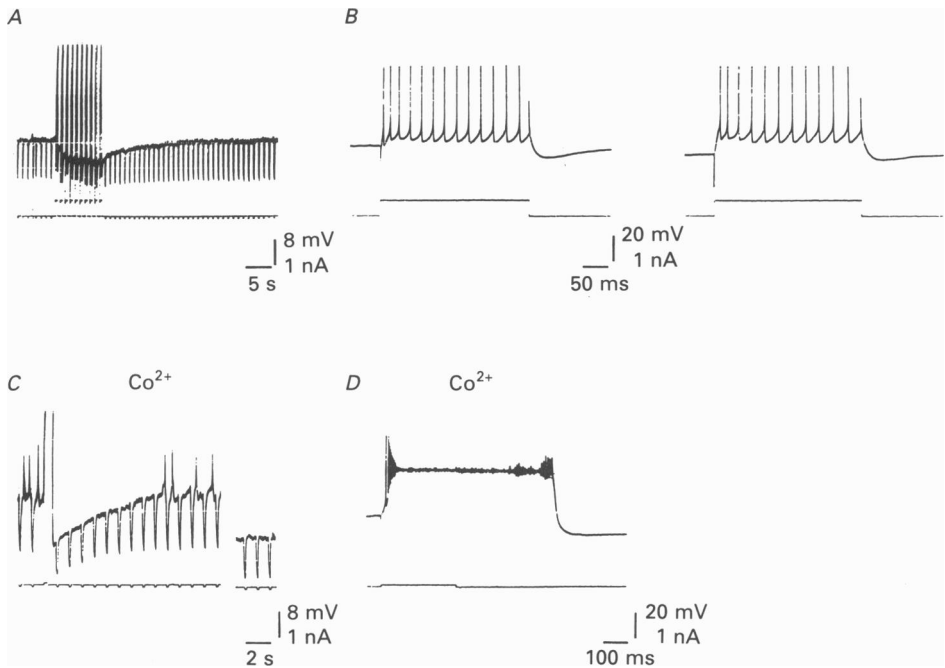 A
B
8 mV
1 nA
5 s
20 mV
1 nA
50 ms
C Co²⁺
D Co²⁺
8 mV
1 nA
2 s
20 mV
1 nA
100 ms